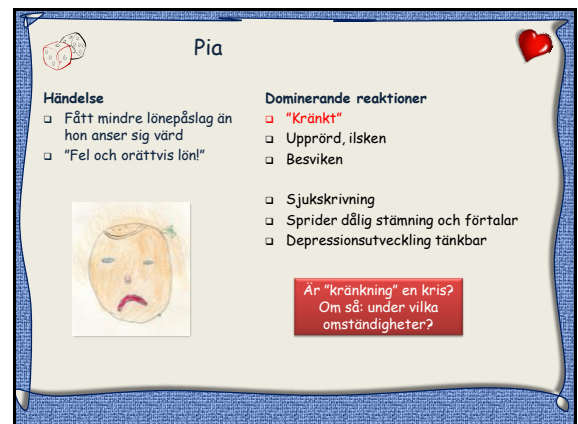 Pia
Händelse
Fått mindre lönepåslag än
hon anser sig värd
"Fel och orättvis lön!"
Dominerande reaktioner
"Kränkt"
Upprörd, ilsken
Besviken
Sjukskrivning
Sprider dålig stämning och förtalar
Depressionsutveckling tänkbar
Är "kränkning" en kris?
Om så: under vilka
omständigheter?